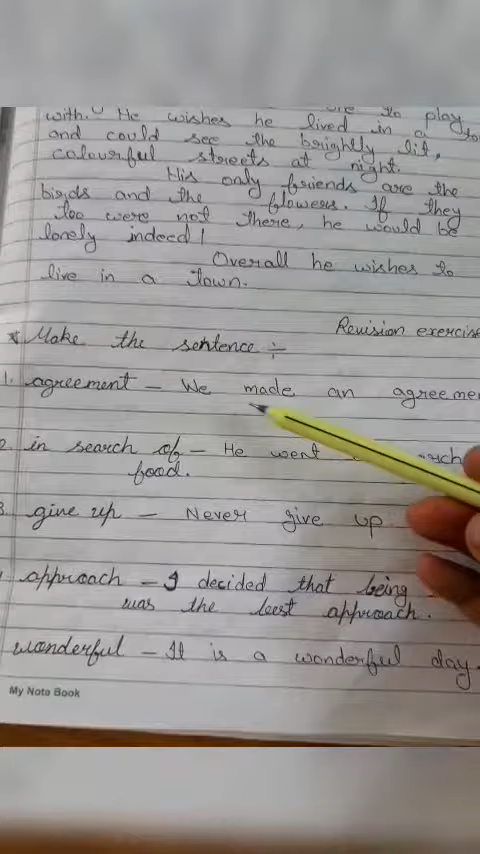 to play
with. He wishes he lived in a
and could see the brightly lit,
colourful streets at night.
His only friends are the
birds and the flowers. If they
too were not there, he would be
lonely indeed!
Overall he wishes to
live in a town.
Revision exercise
* Make the sentence :-
1. agreement - We made an agreeme
2. in search of - He went
food.
3. give up - Never give up
approach - I decided that being
was the best approach.
wonderful - It is a wonderful day.
My Note Book